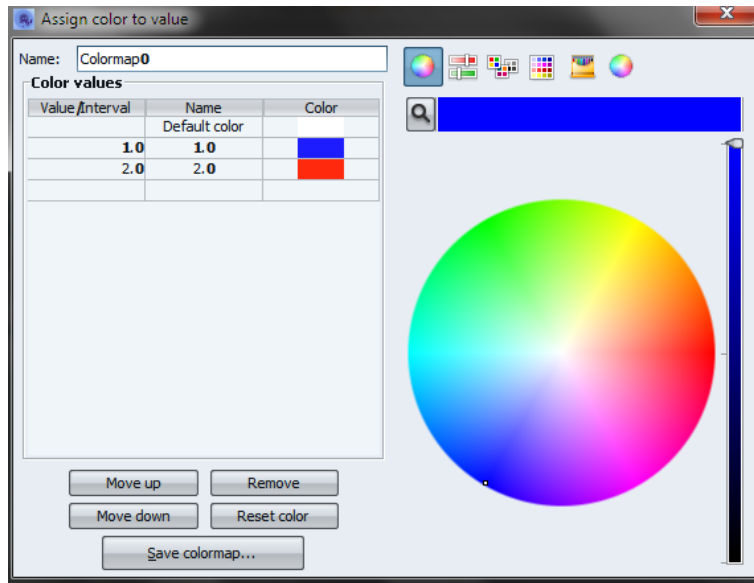 Assign color to value
Name: Colormap0
Color values
Value/Interval Name Color
Default color
1.0 1.0
2.0 2.0
Move up Remove
Move down Reset color
Save colormap...